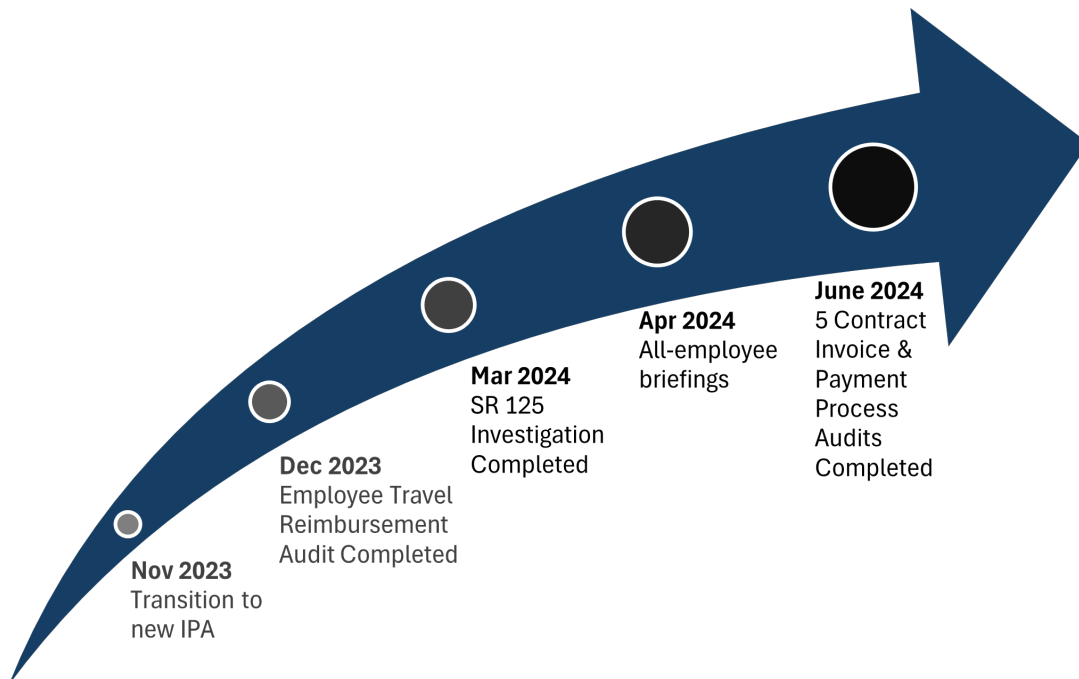 Nov 2023
Transition to
new IPA
Dec 2023
Employee Travel
Reimbursement
Audit Completed
Mar 2024
SR 125
Investigation
Completed
Apr 2024
All-employee
briefings
June 2024
5 Contract
Invoice &
Payment
Process
Audits
Completed